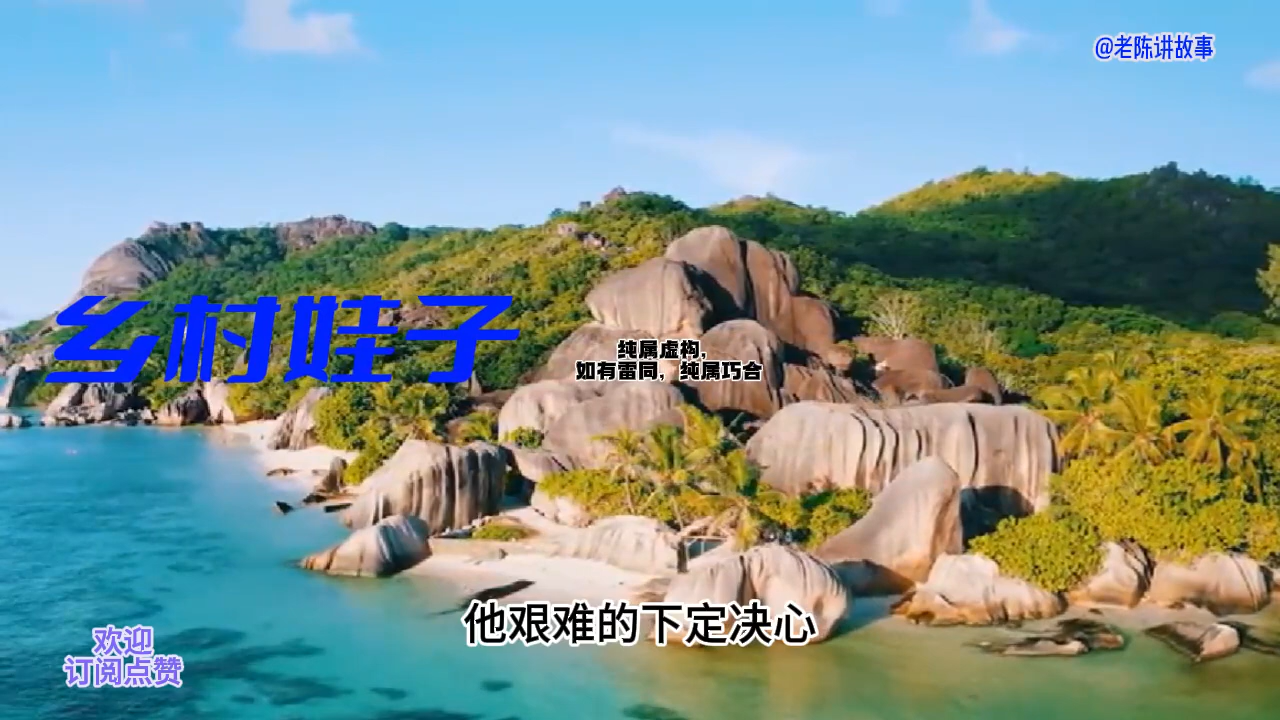 @老陈讲故事
乡村娃子
纯属虚构，
如有雷同，纯属巧合
他艰难的下定决心
欢迎
订阅点赞